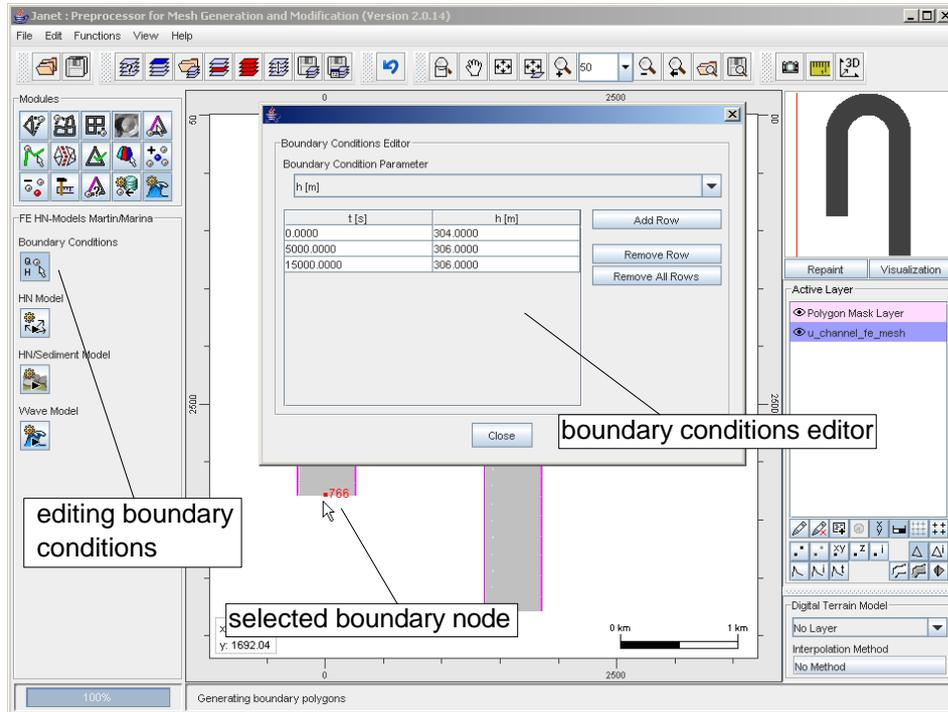 Janet : Preprocessor for Mesh Generation and Modification (Version 2.0.14)
File Edit Functions View Help
50
3D
Modules
FE HN-Models Martin/Marina
Boundary Conditions
Q
H
HN Model
HN/Sediment Model
Wave Model
editing boundary
conditions
100%
0 2500
2500
Boundary Conditions Editor
Boundary Condition Parameter
h [m]
t [s] h [m]
0.0000 304.0000
5000.0000 306.0000
15000.0000 306.0000
Add Row
Remove Row
Remove All Rows
Close
boundary conditions editor
2500
766
selected boundary node
y: 1692.04
0 km 1 km
0 2500
Generating boundary polygons
Repaint Visualization
Active Layer
Polygon Mask Layer
u_channel_fe_mesh
Digital Terrain Model
No Layer
Interpolation Method
No Method